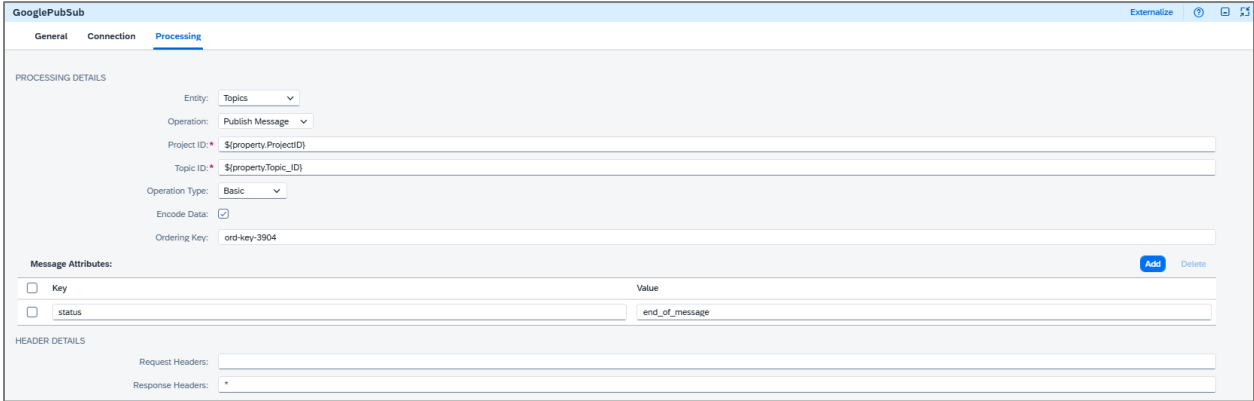 GooglePubSub Externalize
General Connection Processing
PROCESSING DETAILS
Entity: Topics
Operation: Publish Message
Project ID:* ${property.ProjectID}
Topic ID:* ${property.Topic_ID}
Operation Type: Basic
Encode Data:
Ordering Key: ord-key-3904
Message Attributes: Add Delete
Key Value
status end_of_message
HEADER DETAILS
Request Headers:
Response Headers: *